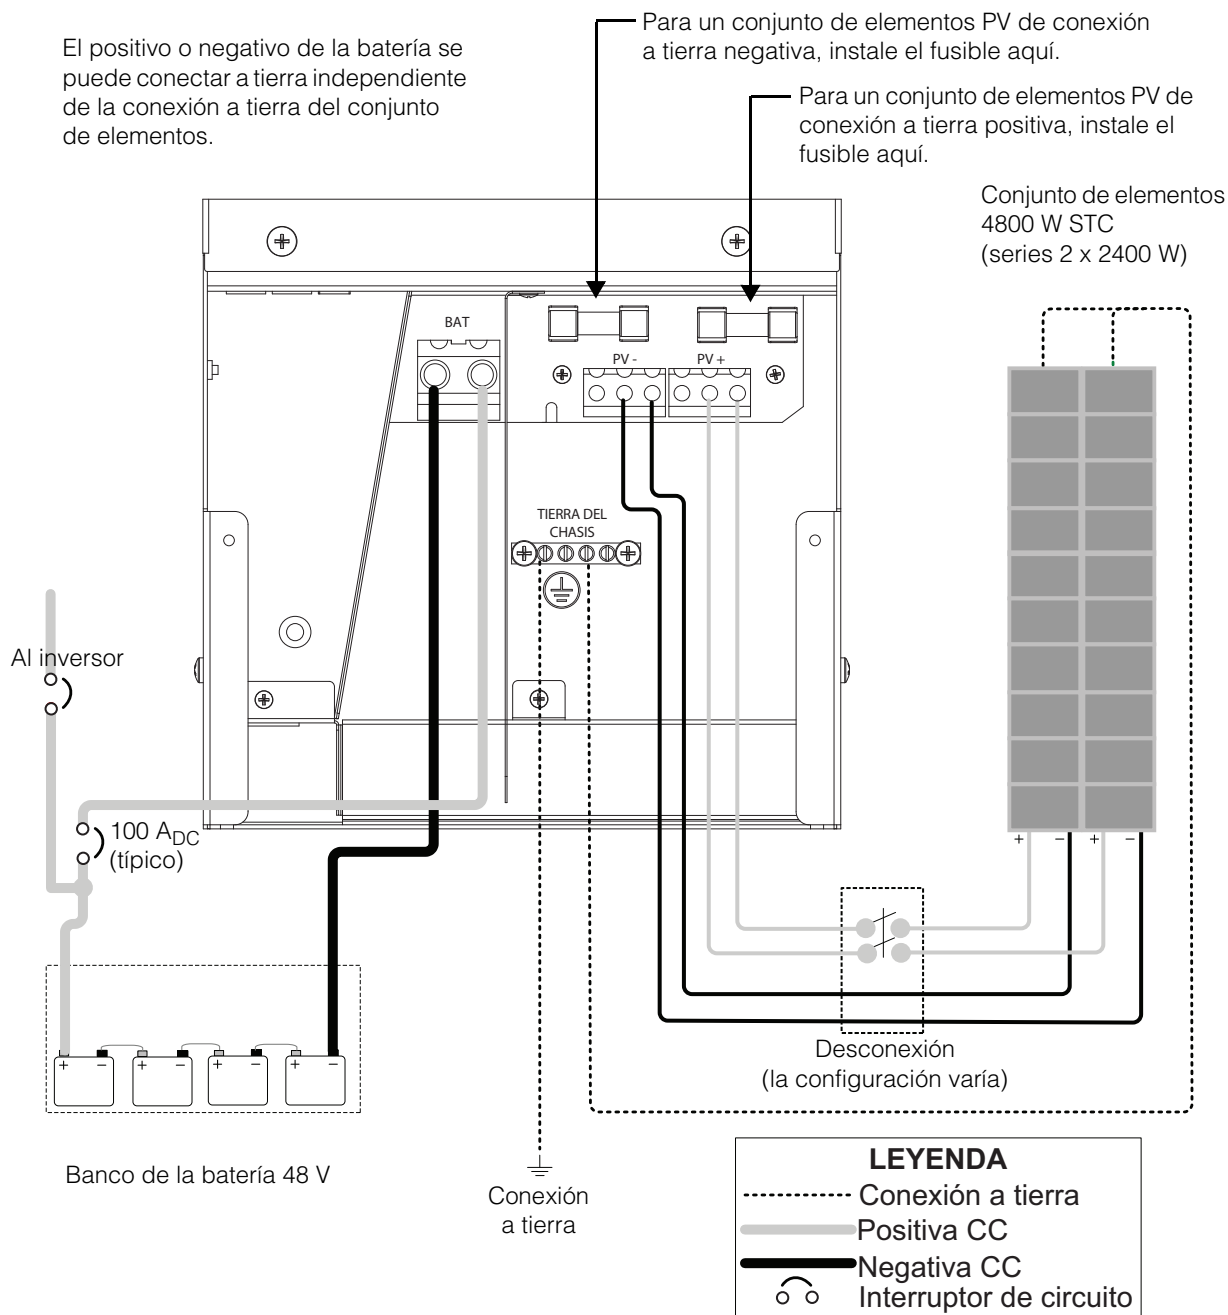 El positivo o negativo de la batería se
puede conectar a tierra independiente
de la conexión a tierra del conjunto
de elementos.
Para un conjunto de elementos PV de conexión
a tierra negativa, instale el fusible aquí.
Para un conjunto de elementos PV de
conexión a tierra positiva, instale el
fusible aquí.
Conjunto de elementos
4800 W STC
(series 2 x 2400 W)
BAT
PV -
PV +
TIERRA DEL
CHASIS
Al inversor
100 ADC
(típico)
+ − + −
+ − + − + − + −
Desconexión
(la configuración varía)
Banco de la batería 48 V
Conexión
a tierra
LEYENDA
Conexión a tierra
Positiva CC
Negativa CC
Interruptor de circuito